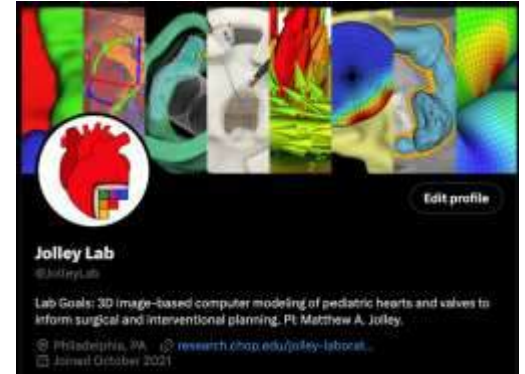 Edit profile
Jolley Lab
@JolleyLab
Lab Goals: 3D image-based computer modeling of pediatric hearts and valves to
inform surgical and interventional planning. PI: Matthew A. Jolley.
Philadelphia, PA research.chop.edu/jolley-laborat...
Joined October 2021